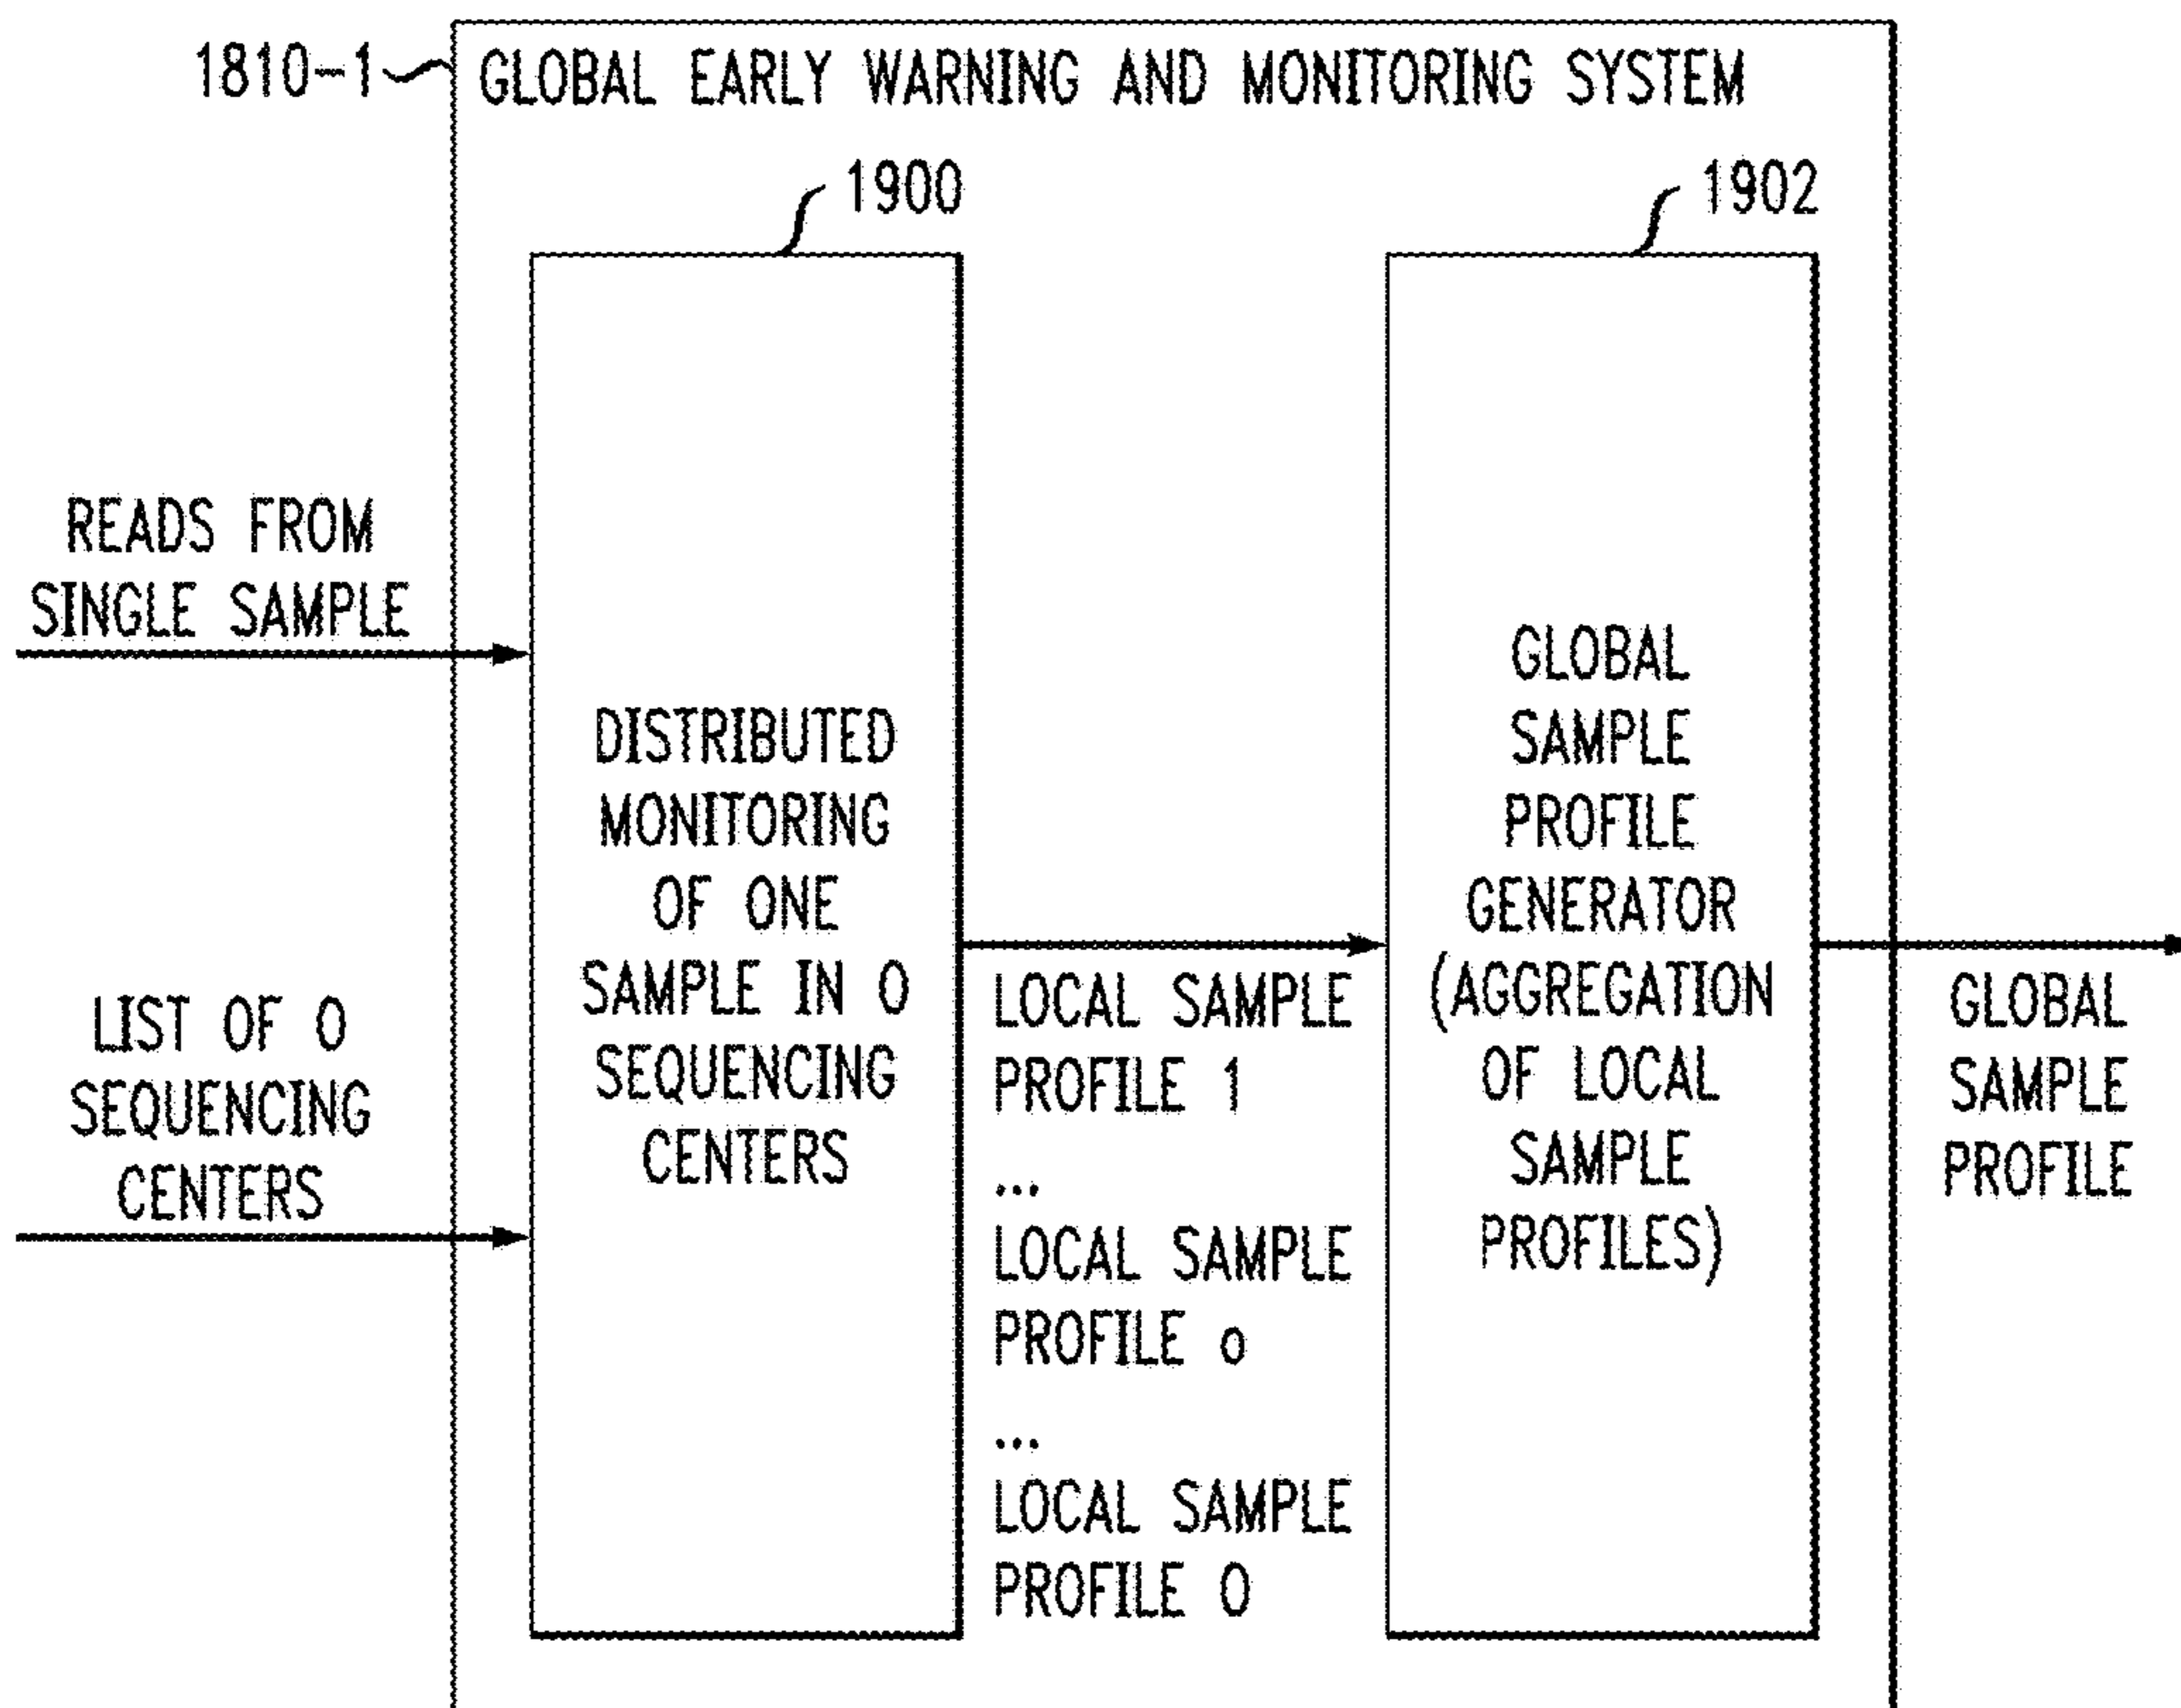 1810-1
GLOBAL EARLY WARNING AND MONITORING SYSTEM
1900
1902
READS FROM
SINGLE SAMPLE
LIST OF O
SEQUENCING
CENTERS
DISTRIBUTED
MONITORING
OF ONE
SAMPLE IN O
SEQUENCING
CENTERS
LOCAL SAMPLE
PROFILE 1
...
LOCAL SAMPLE
PROFILE o
...
LOCAL SAMPLE
PROFILE O
GLOBAL
SAMPLE
PROFILE
GENERATOR
(AGGREGATION
OF LOCAL
SAMPLE
PROFILES)
GLOBAL
SAMPLE
PROFILE